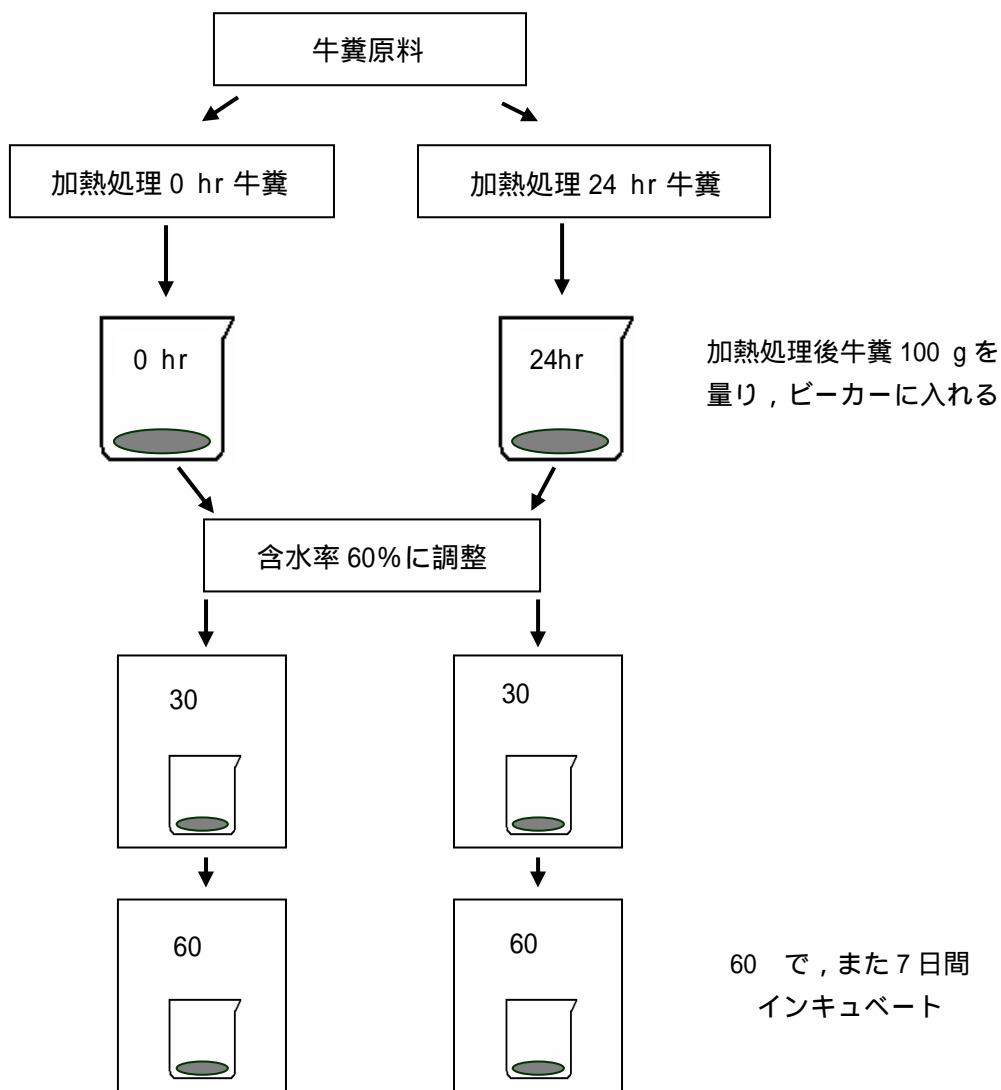 牛糞原料
加熱処理 0 hr 牛糞
加熱処理 24 hr 牛糞
0 hr
24hr
加熱処理後牛糞 100 g を
量り，ビーカーに入れる
含水率 60%に調整
30
30
60
60
60　で，また 7 日間
インキュベート